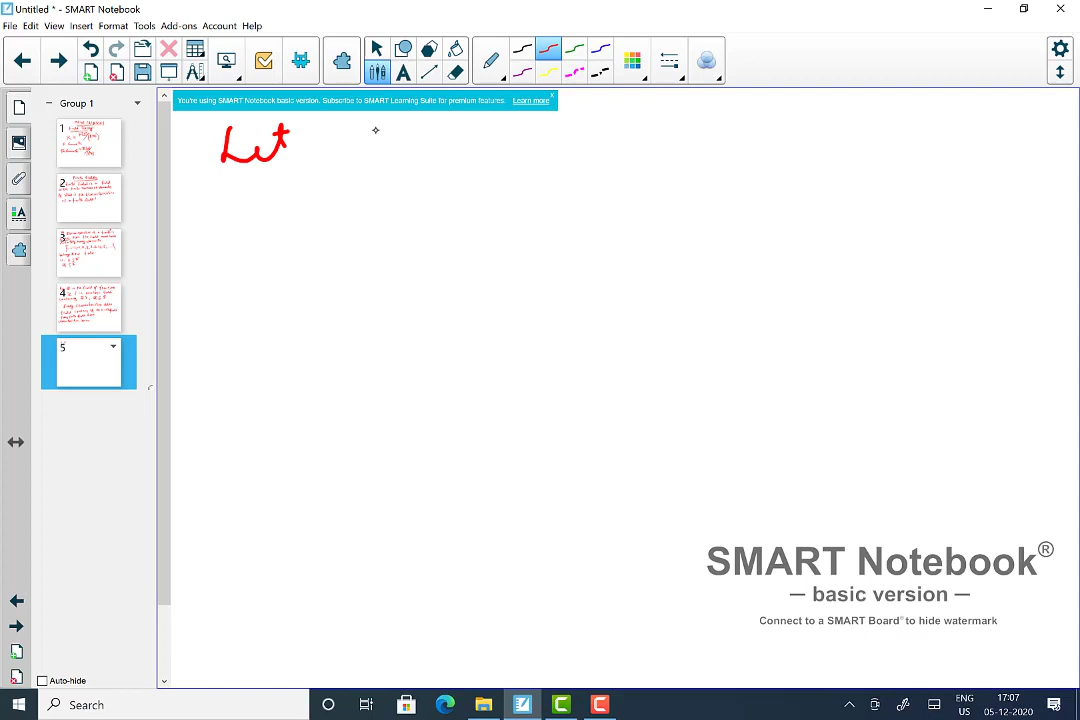 Untitled * - SMART Notebook
File Edit View Insert Format Tools Add-ons Account Help
You're using SMART Notebook basic version. Subscribe to SMART Learning Suite for premium features. Learn more x
Group 1
Let
1
2
3
4
5
SMART Notebook®
— basic version —
Connect to a SMART Board® to hide watermark
Auto-hide
Search
ENG
US
17:07
05-12-2020